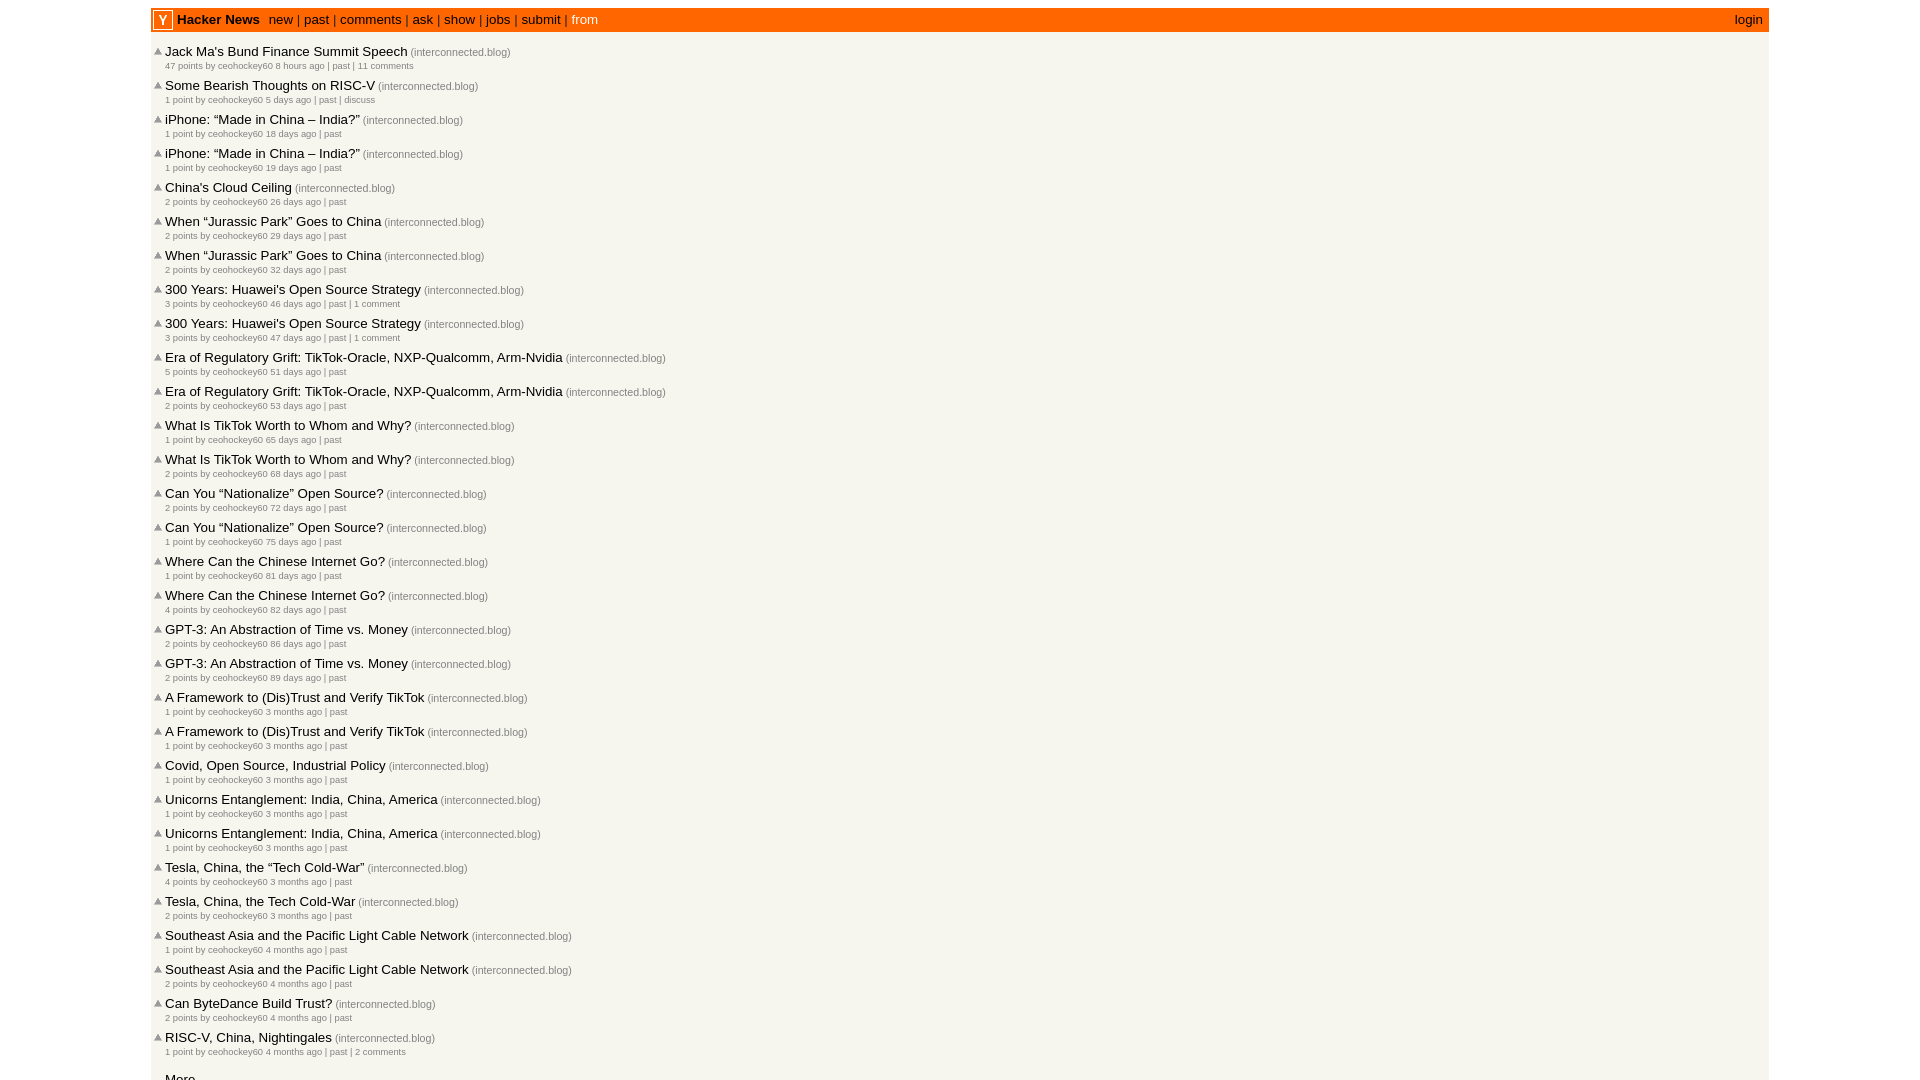 Y Hacker News new | past | comments | ask | show | jobs | submit | from login
Jack Ma's Bund Finance Summit Speech (interconnected.blog)
47 points by ceohockey60 8 hours ago | past | 11 comments
Some Bearish Thoughts on RISC-V (interconnected.blog)
1 point by ceohockey60 5 days ago | past | discuss
iPhone: “Made in China – India?” (interconnected.blog)
1 point by ceohockey60 18 days ago | past
iPhone: “Made in China – India?” (interconnected.blog)
1 point by ceohockey60 19 days ago | past
China's Cloud Ceiling (interconnected.blog)
2 points by ceohockey60 26 days ago | past
When “Jurassic Park” Goes to China (interconnected.blog)
2 points by ceohockey60 29 days ago | past
When “Jurassic Park” Goes to China (interconnected.blog)
2 points by ceohockey60 32 days ago | past
300 Years: Huawei's Open Source Strategy (interconnected.blog)
3 points by ceohockey60 46 days ago | past | 1 comment
300 Years: Huawei's Open Source Strategy (interconnected.blog)
3 points by ceohockey60 47 days ago | past | 1 comment
Era of Regulatory Grift: TikTok-Oracle, NXP-Qualcomm, Arm-Nvidia (interconnected.blog)
5 points by ceohockey60 51 days ago | past
Era of Regulatory Grift: TikTok-Oracle, NXP-Qualcomm, Arm-Nvidia (interconnected.blog)
2 points by ceohockey60 53 days ago | past
What Is TikTok Worth to Whom and Why? (interconnected.blog)
1 point by ceohockey60 65 days ago | past
What Is TikTok Worth to Whom and Why? (interconnected.blog)
2 points by ceohockey60 68 days ago | past
Can You “Nationalize” Open Source? (interconnected.blog)
2 points by ceohockey60 72 days ago | past
Can You “Nationalize” Open Source? (interconnected.blog)
1 point by ceohockey60 75 days ago | past
Where Can the Chinese Internet Go? (interconnected.blog)
1 point by ceohockey60 81 days ago | past
Where Can the Chinese Internet Go? (interconnected.blog)
4 points by ceohockey60 82 days ago | past
GPT-3: An Abstraction of Time vs. Money (interconnected.blog)
2 points by ceohockey60 86 days ago | past
GPT-3: An Abstraction of Time vs. Money (interconnected.blog)
2 points by ceohockey60 89 days ago | past
A Framework to (Dis)Trust and Verify TikTok (interconnected.blog)
1 point by ceohockey60 3 months ago | past
A Framework to (Dis)Trust and Verify TikTok (interconnected.blog)
1 point by ceohockey60 3 months ago | past
Covid, Open Source, Industrial Policy (interconnected.blog)
1 point by ceohockey60 3 months ago | past
Unicorns Entanglement: India, China, America (interconnected.blog)
1 point by ceohockey60 3 months ago | past
Unicorns Entanglement: India, China, America (interconnected.blog)
1 point by ceohockey60 3 months ago | past
Tesla, China, the “Tech Cold-War” (interconnected.blog)
4 points by ceohockey60 3 months ago | past
Tesla, China, the Tech Cold-War (interconnected.blog)
2 points by ceohockey60 3 months ago | past
Southeast Asia and the Pacific Light Cable Network (interconnected.blog)
1 point by ceohockey60 4 months ago | past
Southeast Asia and the Pacific Light Cable Network (interconnected.blog)
2 points by ceohockey60 4 months ago | past
Can ByteDance Build Trust? (interconnected.blog)
2 points by ceohockey60 4 months ago | past
RISC-V, China, Nightingales (interconnected.blog)
1 point by ceohockey60 4 months ago | past | 2 comments
More